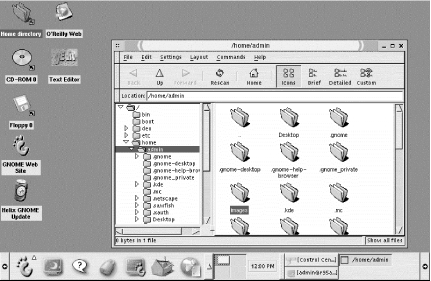 Home directory
O'Reilly Web
CD-ROM 0
Text Editor
Floppy 0
GNOME Web
Site
Helix GNOME
Update
/home/admin
File Edit Settings Layout Commands Help
Back Up Forward Rescan Home Icons Brief Detailed Custom
Location: /home/admin
/
bin
boot
dev
etc
home
admin
.gnome
.gnome-desktop
.gnome-help-brow
.gnome_private
.kde
.mc
.netscape
.sawfish
.xauth
Desktop
..
Desktop
.gnome
.gnome-desktop
.gnome-help-
browser
.gnome_private
images
.kde
.mc
0 bytes in 1 file
Show all files
12:00 PM
[Control Cen...
/home/admin